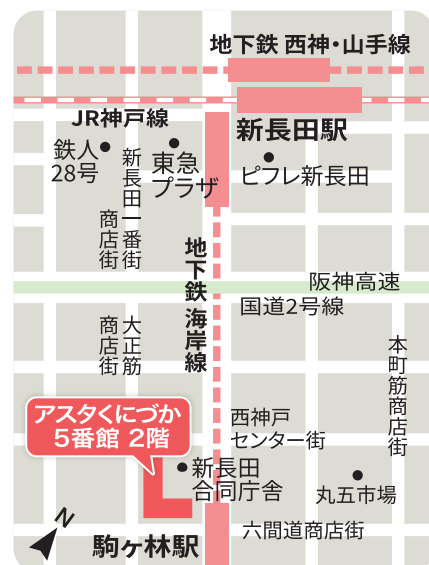 地下鉄 西神・山手線
JR神戸線
新長田駅
鉄人
28号
新長田一番街
商店街
東急
プラザ
ピフレ新長田
地下鉄 海岸線
阪神高速
国道2号線
大正筋
商店街
本町筋商店街
アスタくにづか
5番館 2階
西神戸
センター街
新長田
合同庁舎
丸五市場
六間道商店街
駒ヶ林駅
N